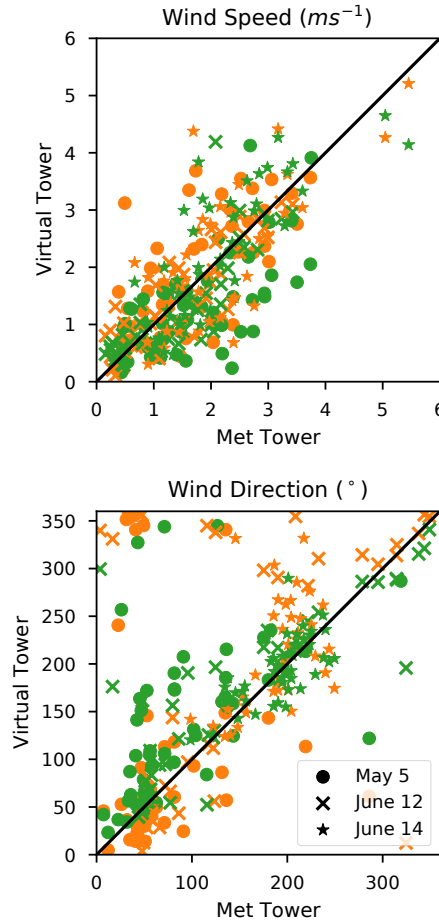 Wind Speed (ms⁻¹)
6
5
4
3
2
1
0
Virtual Tower
0 1 2 3 4 5 6
Met Tower
Wind Direction (°)
350
300
250
200
150
100
50
0
Virtual Tower
May 5
June 12
June 14
0 100 200 300
Met Tower